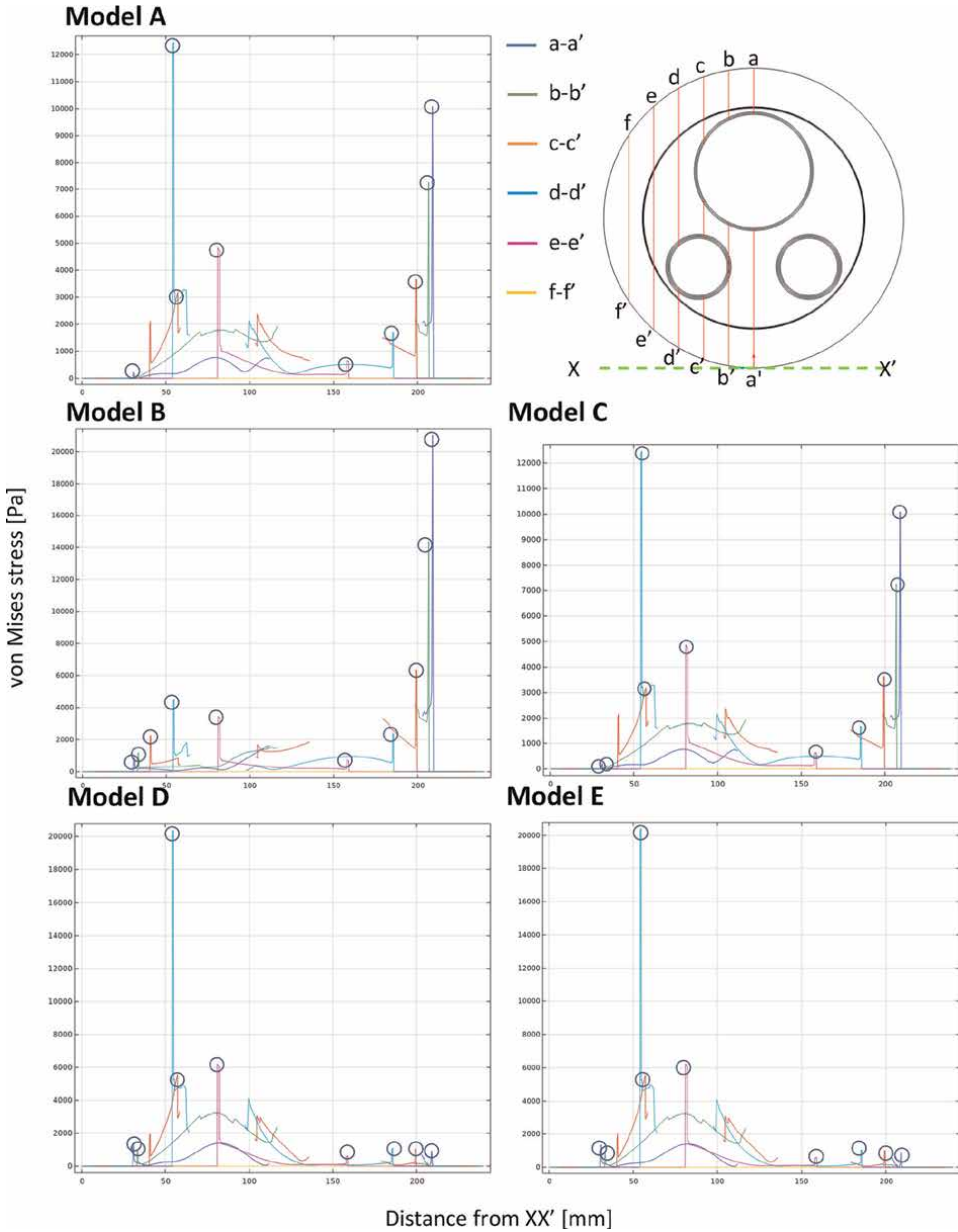 Model A
12000
11000
10000
9000
8000
7000
6000
5000
4000
3000
2000
1000
0
0 50 100 150 200
a-a’
b-b’
c-c’
d-d’
e-e’
f-f’
a
b
c
d
e
f
f’
e’
d’
c’
b’
a'
X X’
Model B
20000
18000
16000
14000
12000
10000
8000
6000
4000
2000
0
0 50 100 150 200
Model C
12000
11000
10000
9000
8000
7000
6000
5000
4000
3000
2000
1000
0
0 50 100 150 200
von Mises stress [Pa]
Model D
20000
18000
16000
14000
12000
10000
8000
6000
4000
2000
0
0 50 100 150 200
Model E
20000
18000
16000
14000
12000
10000
8000
6000
4000
2000
0
0 50 100 150 200
Distance from XX’ [mm]